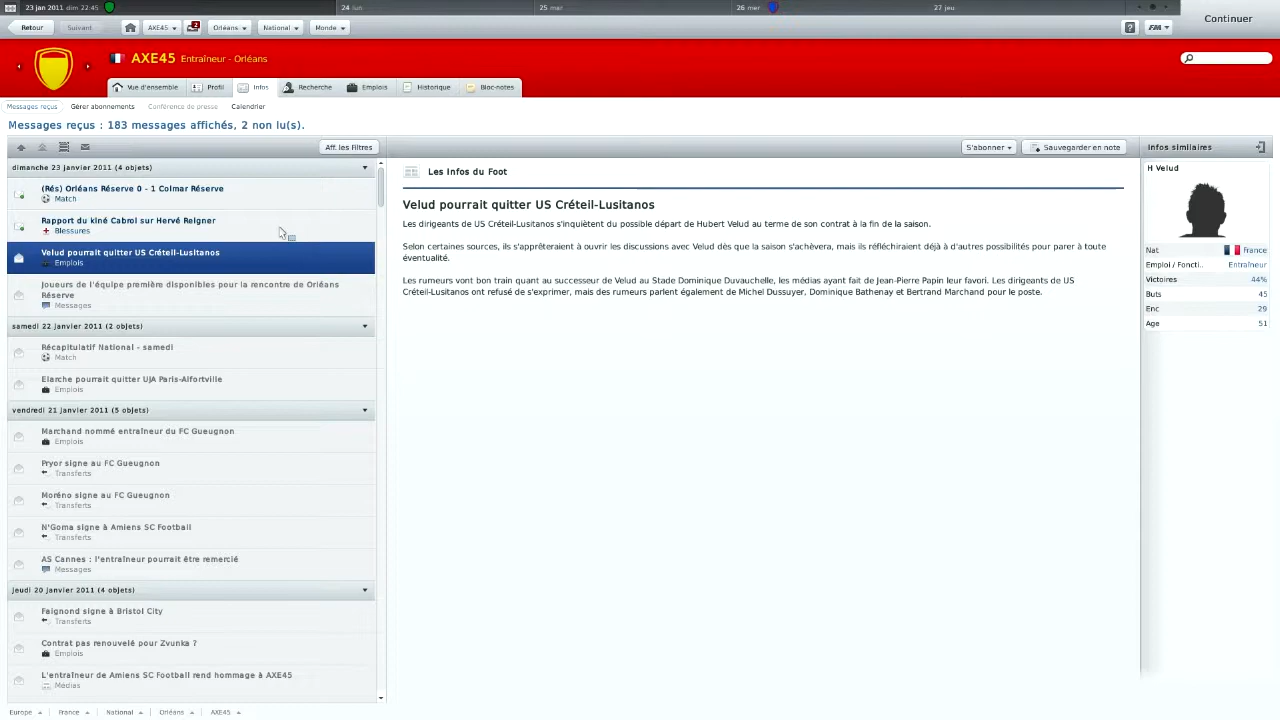 23 jan 2011 dim 22:45
24 lun
25 mar
26 mer
27 jeu
Retour
Suivant
AXE45
2
Orléans
National
Monde
?
FM
Continuer
AXE45 Entraîneur - Orléans
Vue d'ensemble
Profil
Infos
Recherche
Emplois
Historique
Bloc-notes
Messages reçus
Gérer abonnements
Conférence de presse
Calendrier
Messages reçus : 183 messages affichés, 2 non lu(s).
Aff. les Filtres
S'abonner
Sauvegarder en note
Infos similaires
dimanche 23 janvier 2011 (4 objets)
(Rés) Orléans Réserve 0 - 1 Colmar Réserve
Match
Rapport du kiné Cabrol sur Hervé Reigner
Blessures
Velud pourrait quitter US Créteil-Lusitanos
Emplois
Joueurs de l'équipe première disponibles pour la rencontre de Orléans
Réserve
Messages
samedi 22 janvier 2011 (2 objets)
Récapitulatif National - samedi
Match
Elarche pourrait quitter UJA Paris-Alfortville
Emplois
vendredi 21 janvier 2011 (5 objets)
Marchand nommé entraîneur du FC Gueugnon
Emplois
Pryor signe au FC Gueugnon
Transferts
Moréno signe au FC Gueugnon
Transferts
N'Goma signe à Amiens SC Football
Transferts
AS Cannes : l'entraîneur pourrait être remercié
Messages
jeudi 20 janvier 2011 (4 objets)
Faignond signe à Bristol City
Transferts
Contrat pas renouvelé pour Zvunka ?
Emplois
L'entraîneur de Amiens SC Football rend hommage à AXE45
Médias
Les Infos du Foot
Velud pourrait quitter US Créteil-Lusitanos
Les dirigeants de US Créteil-Lusitanos s'inquiètent du possible départ de Hubert Velud au terme de son contrat à la fin de la saison.
Selon certaines sources, ils s'apprêteraient à ouvrir les discussions avec Velud dès que la saison s'achèvera, mais ils réfléchiraient déjà à d'autres possibilités pour parer à toute
éventualité.
Les rumeurs vont bon train quant au successeur de Velud au Stade Dominique Duvauchelle, les médias ayant fait de Jean-Pierre Papin leur favori. Les dirigeants de US
Créteil-Lusitanos ont refusé de s'exprimer, mais des rumeurs parlent également de Michel Dussuyer, Dominique Bathenay et Bertrand Marchand pour le poste.
H Velud
Nat France
Emploi / Foncti.. Entraîneur
Victoires 44%
Buts 45
Enc 29
Age 51
Europe
France
National
Orléans
AXE45